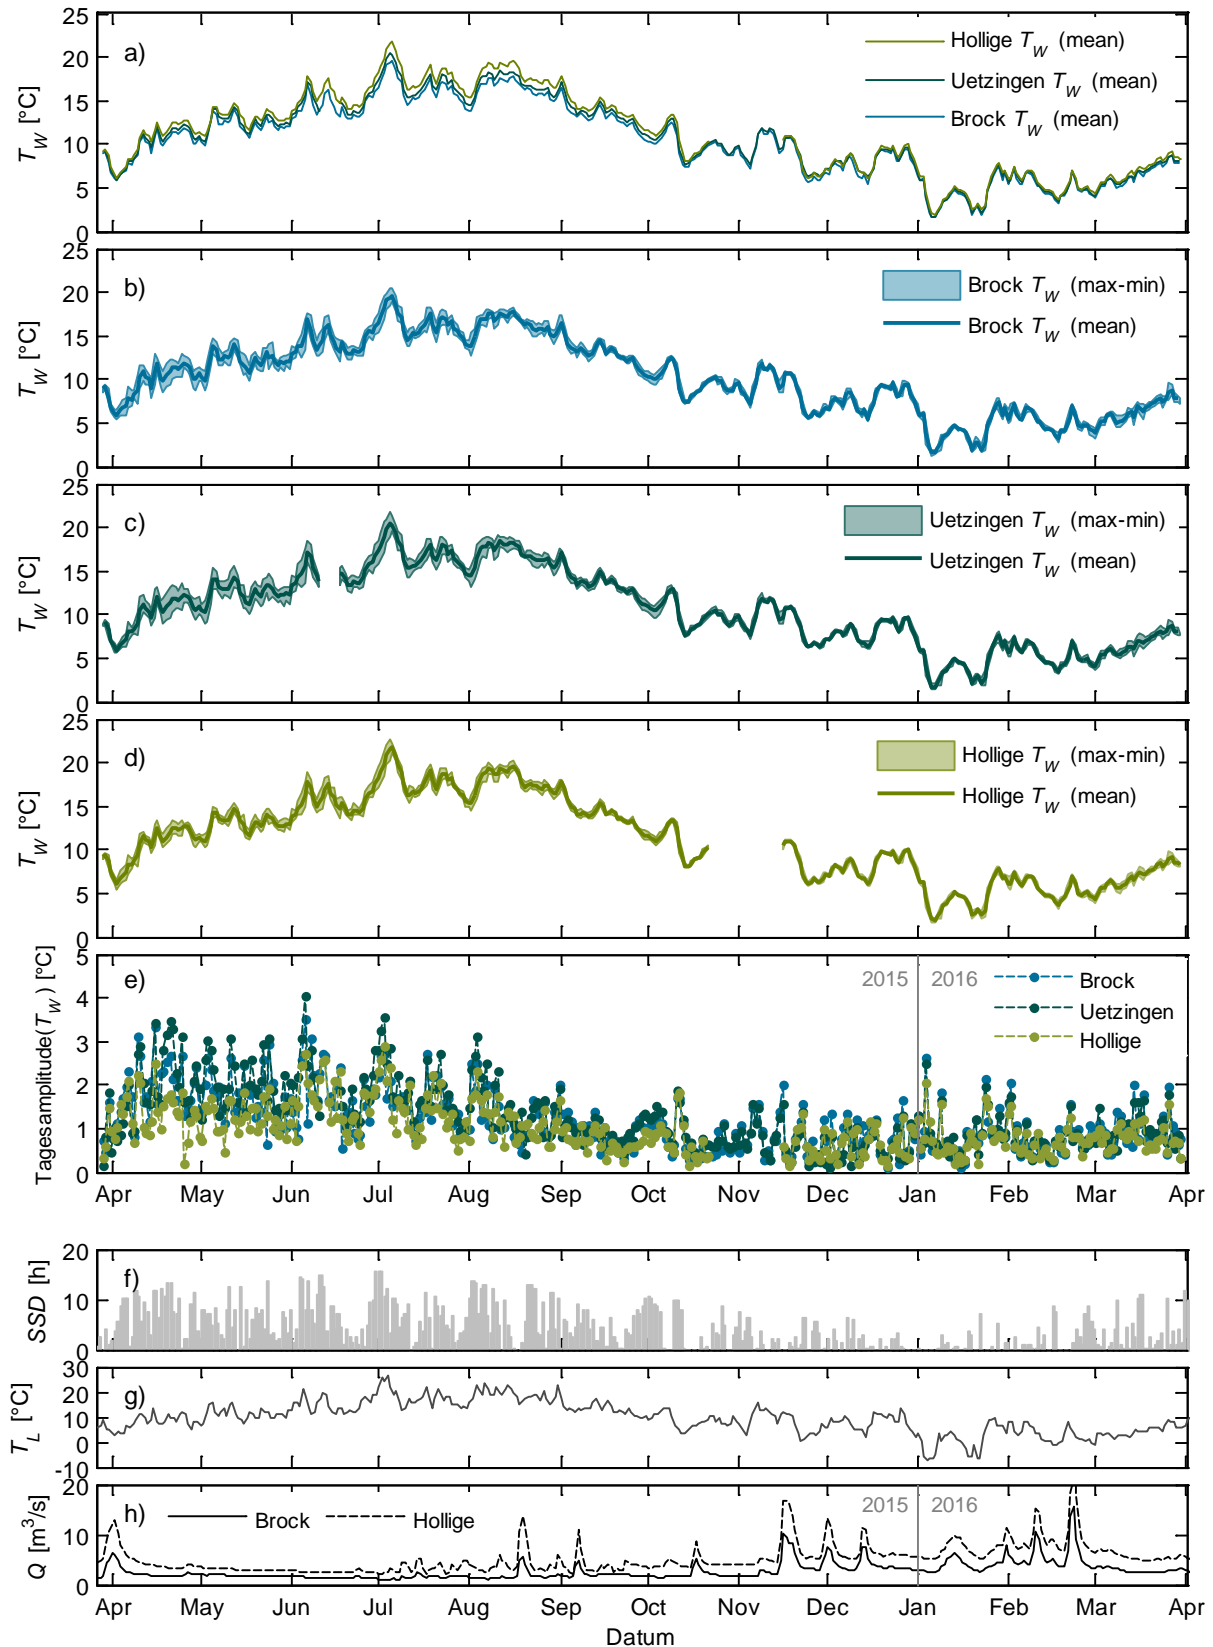 25
20
15
10
5
0
T_W [°C]
a)
Hollige T_W (mean)
Uetzingen T_W (mean)
Brock T_W (mean)
25
20
15
10
5
0
T_W [°C]
b)
Brock T_W (max-min)
Brock T_W (mean)
25
20
15
10
5
0
T_W [°C]
c)
Uetzingen T_W (max-min)
Uetzingen T_W (mean)
25
20
15
10
5
0
T_W [°C]
d)
Hollige T_W (max-min)
Hollige T_W (mean)
5
4
3
2
1
0
Tagesamplitude(T_W) [°C]
e)
2015 2016
Brock
Uetzingen
Hollige
Apr May Jun Jul Aug Sep Oct Nov Dec Jan Feb Mar Apr
20
10
0
SSD [h]
f)
30
20
10
0
-10
T_L [°C]
g)
20
10
0
Q [m³/s]
h)
Brock Hollige
2015 2016
Apr May Jun Jul Aug Sep Oct Nov Dec Jan Feb Mar Apr
Datum